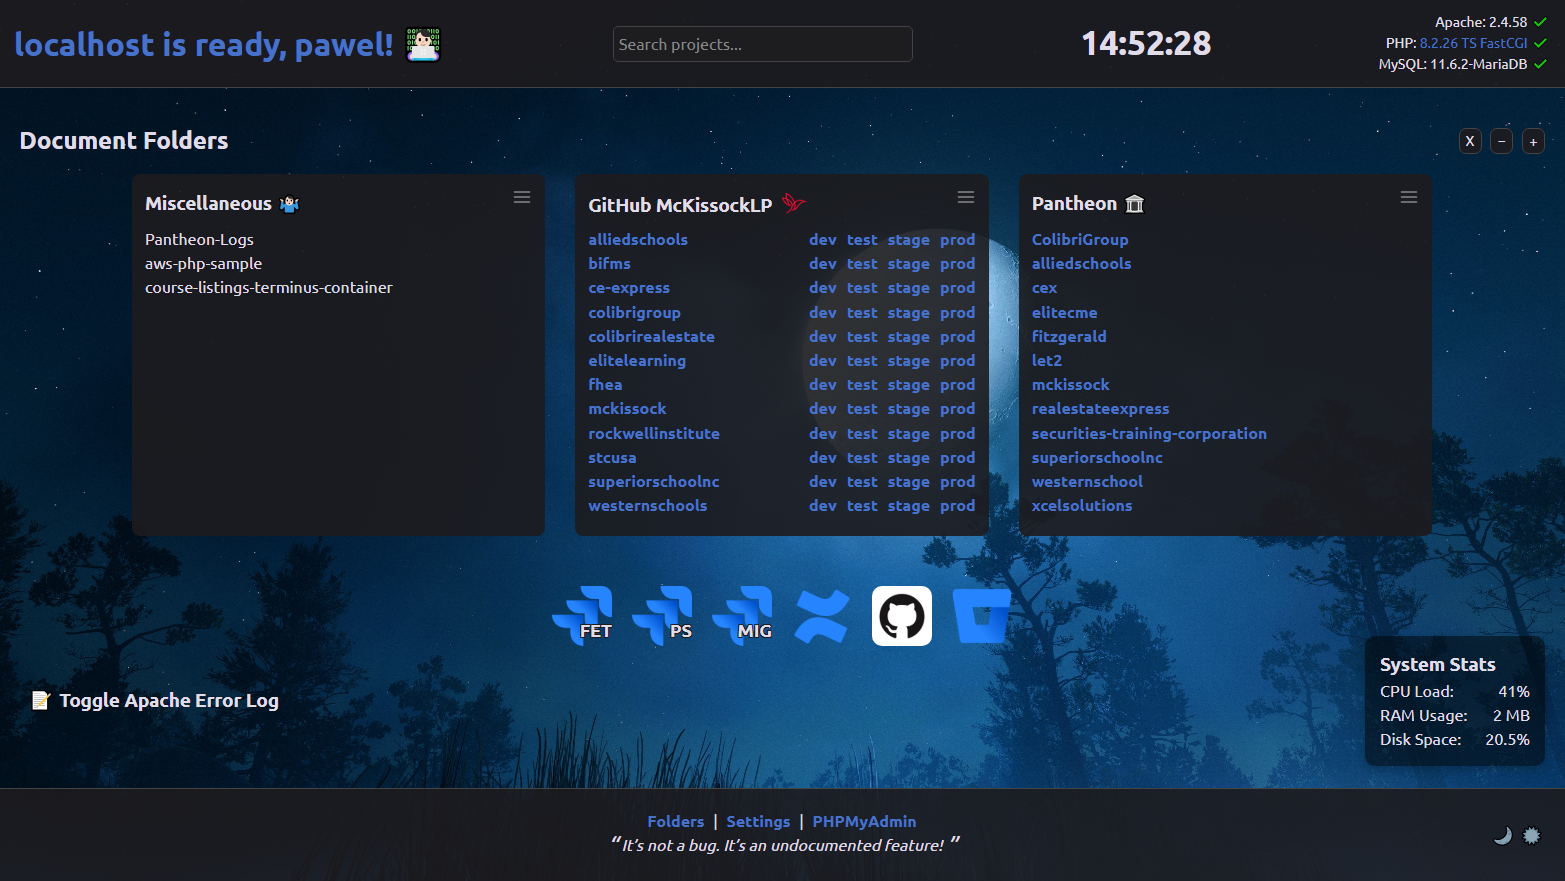 localhost is ready, pawel!
Search projects...
14:52:28
Apache: 2.4.58
PHP: 8.2.26 TS FastCGI
MySQL: 11.6.2-MariaDB
Document Folders
X − +
Miscellaneous
Pantheon-Logs
aws-php-sample
course-listings-terminus-container
GitHub McKissockLP
alliedschools dev test stage prod
bifms dev test stage prod
ce-express dev test stage prod
colibrigroup dev test stage prod
colibrirealestate dev test stage prod
elitelearning dev test stage prod
fhea dev test stage prod
mckissock dev test stage prod
rockwellinstitute dev test stage prod
stcusa dev test stage prod
superiorschoolnc dev test stage prod
westernschools dev test stage prod
Pantheon
ColibriGroup
alliedschools
cex
elitecme
fitzgerald
let2
mckissock
realestateexpress
securities-training-corporation
superiorschoolnc
westernschool
xcelsolutions
FET PS MIG
Toggle Apache Error Log
System Stats
CPU Load: 41%
RAM Usage: 2 MB
Disk Space: 20.5%
Folders | Settings | PHPMyAdmin
“It’s not a bug. It’s an undocumented feature! ”